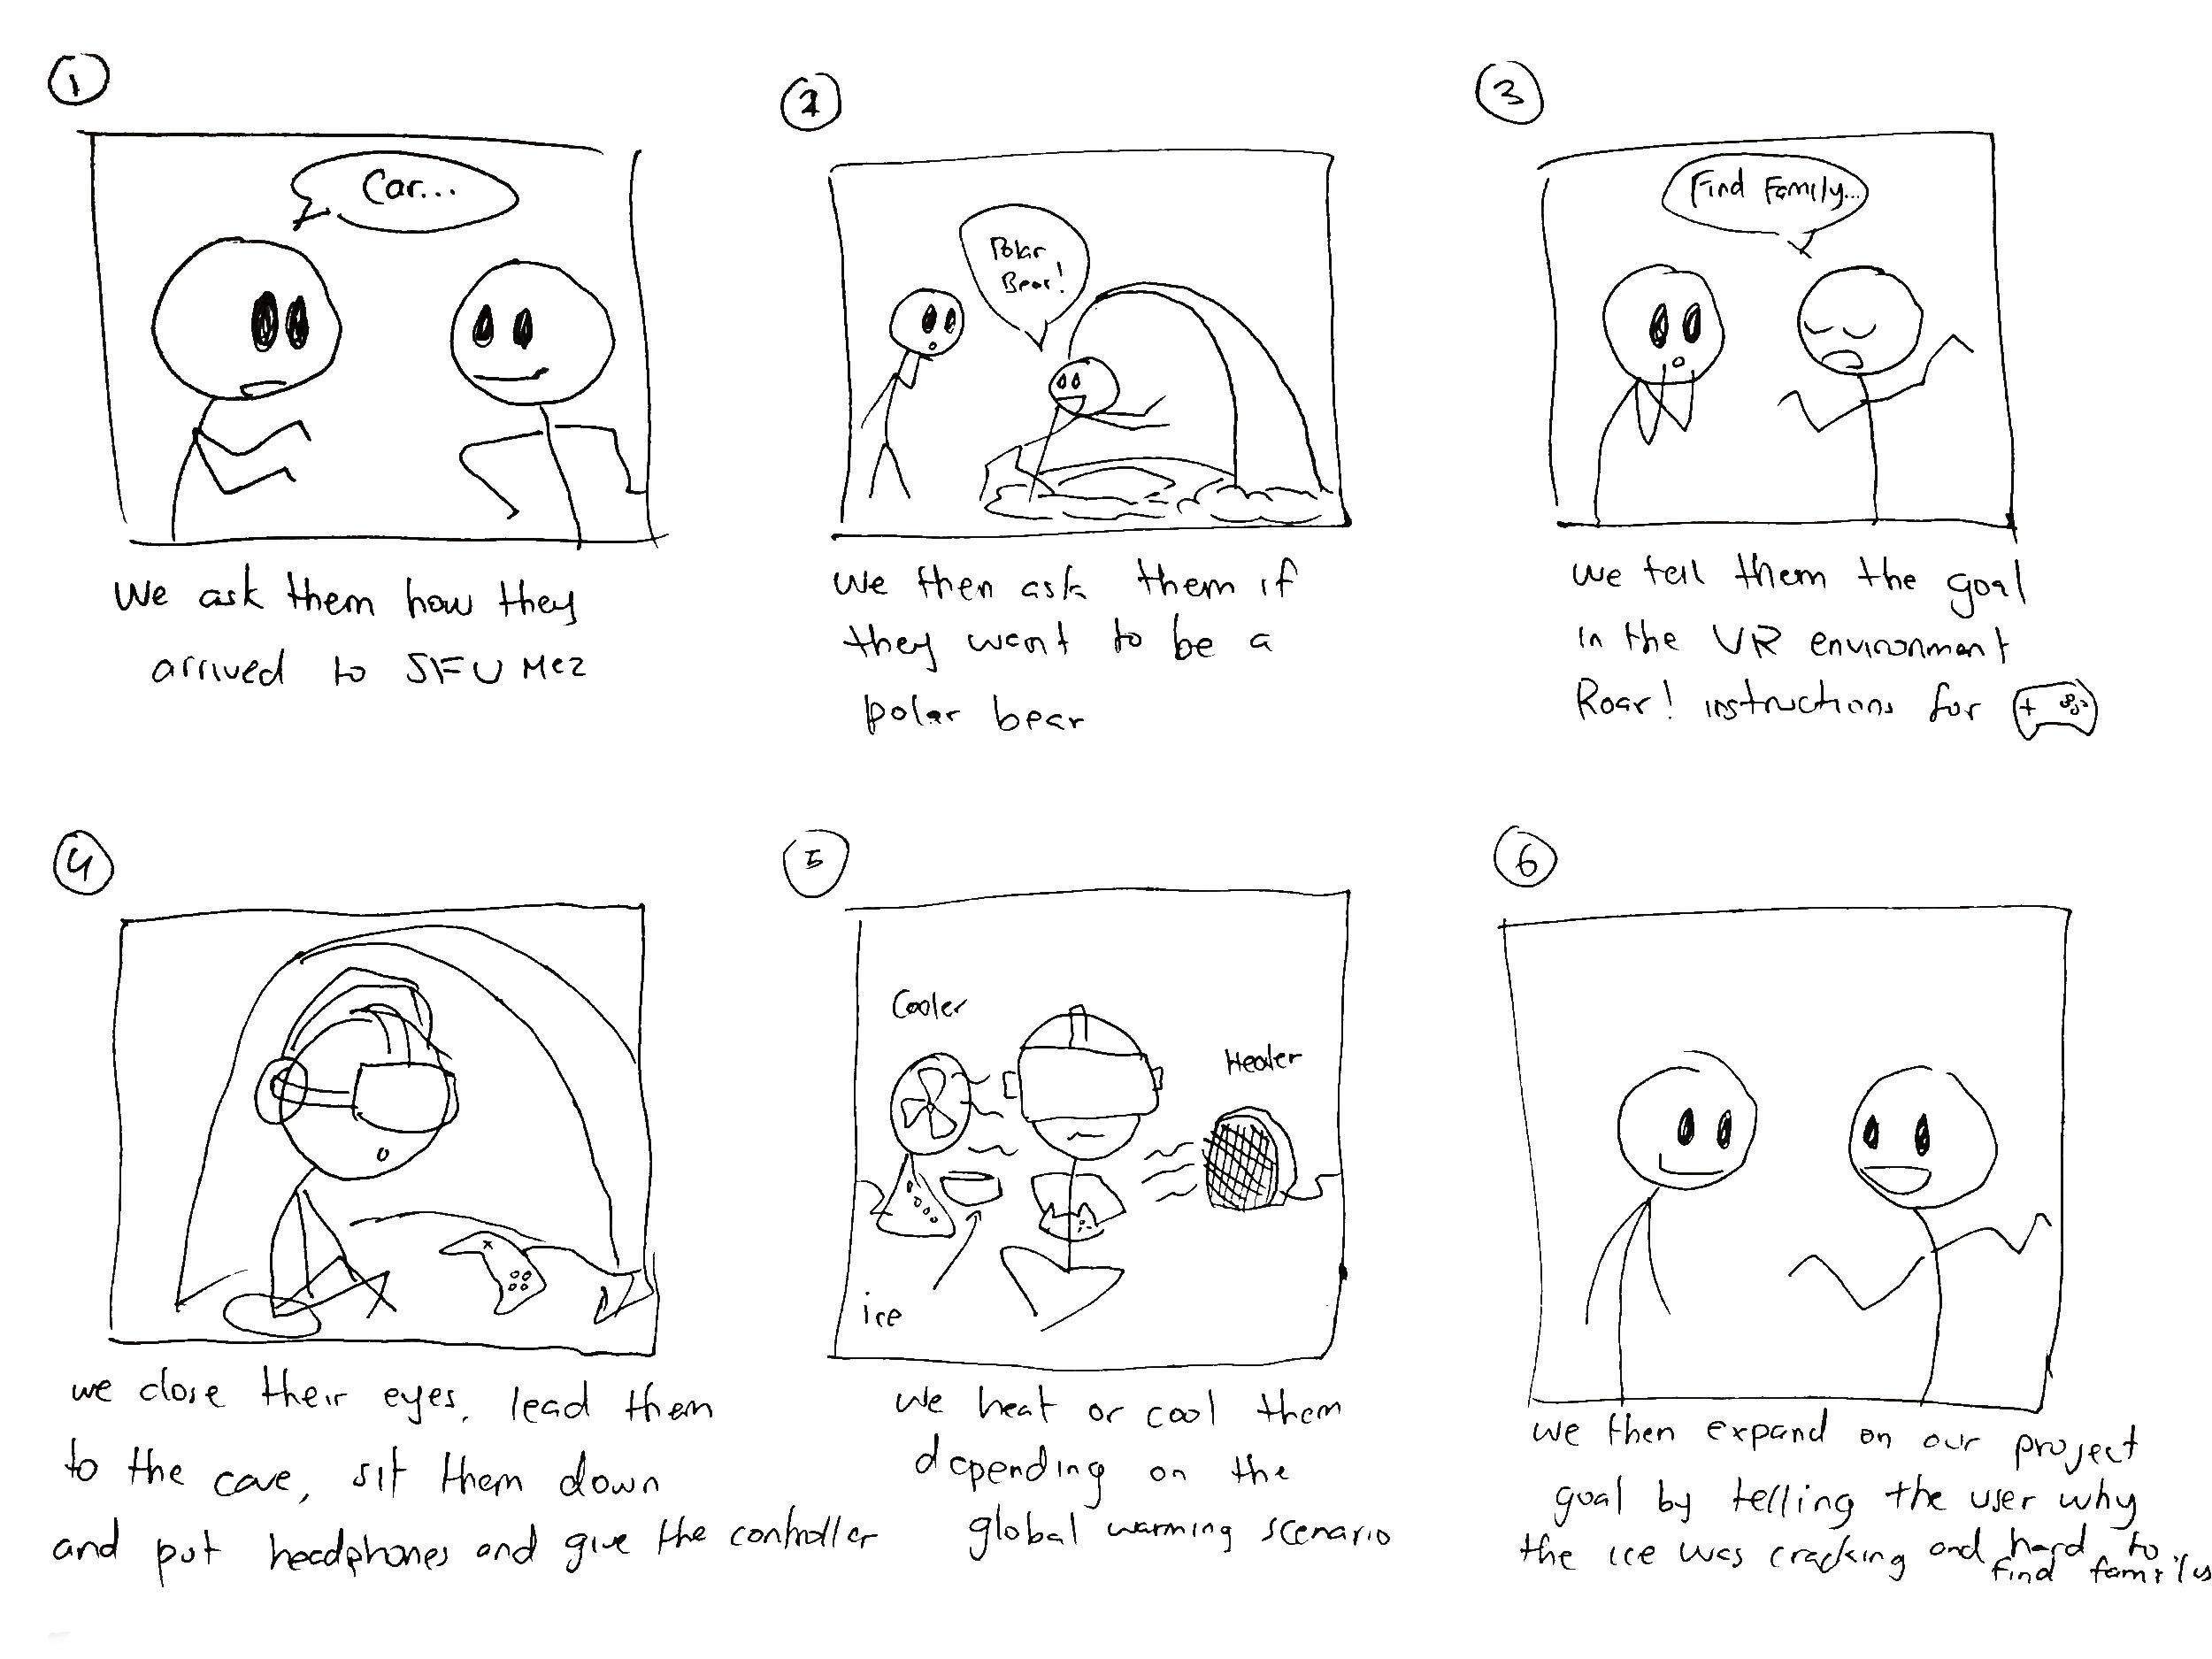 1
Car...
We ask them how they
arrived to SFU Mez
2
Polar
Bear!
we then ask them if
they want to be a
polar bear
3
Find Family...
we tell them the goal
in the VR environment
Roar! instructions for
4
we close their eyes, lead them
to the cave, sit them down
and put headphones and give the controller
5
Cooler
Heater
ice
we heat or cool them
depending on the
global warming scenario
6
we then expand on our project
goal by telling the user why
the ice was cracking and hard to
find family